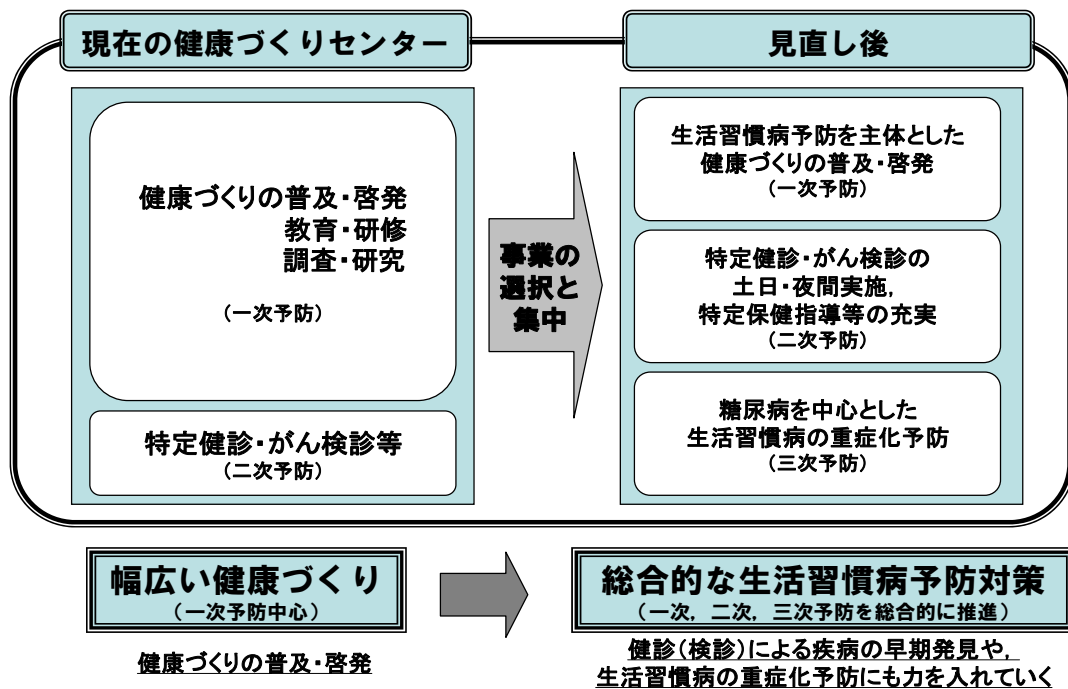 現在の健康づくりセンター
見直し後
健康づくりの普及・啓発
教育・研修
調査・研究
（一次予防）
特定健診・がん検診等
（二次予防）
事業の
選択と
集中
生活習慣病予防を主体とした
健康づくりの普及・啓発
（一次予防）
特定健診・がん検診の
土日・夜間実施，
特定保健指導等の充実
（二次予防）
糖尿病を中心とした
生活習慣病の重症化予防
（三次予防）
幅広い健康づくり
（一次予防中心）
健康づくりの普及・啓発
総合的な生活習慣病予防対策
（一次，二次，三次予防を総合的に推進）
健診（検診）による疾病の早期発見や，
生活習慣病の重症化予防にも力を入れていく